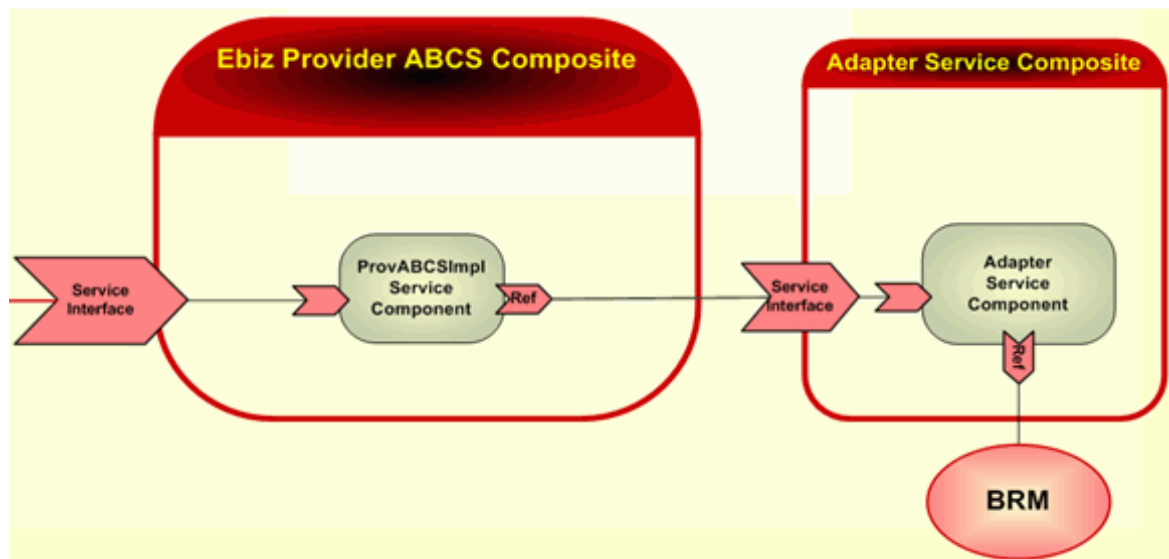 Ebiz Provider ABCS Composite
Adapter Service Composite
Service
Interface
ProvABCSImpl
Service
Component
Ref
Service
Interface
Adapter
Service
Component
Ref
BRM